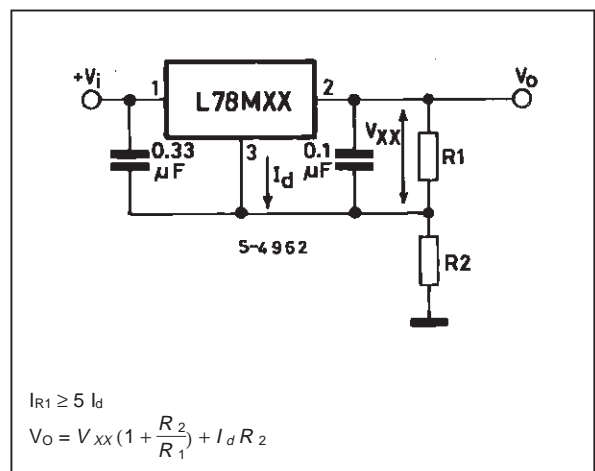 +Vi
1
L78MXX
2
Vo
0.33
µF
3
Id
0.1
µF
VXX
R1
S-4962
R2
IR1 ≥ 5 Id
VO = VXX (1 + R2/R1) + Id R2